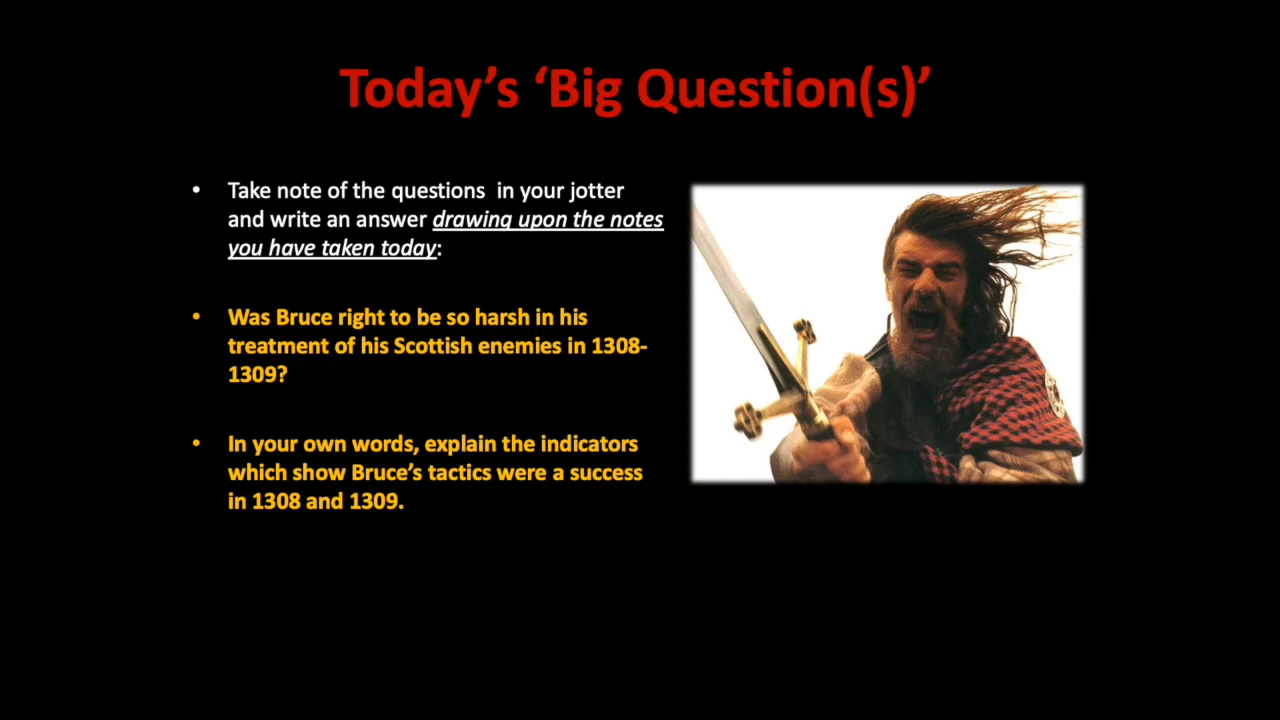 Today's 'Big Question(s)'
• Take note of the questions  in your jotter
and write an answer drawing upon the notes
you have taken today:
• Was Bruce right to be so harsh in his
treatment of his Scottish enemies in 1308-
1309?
• In your own words, explain the indicators
which show Bruce's tactics were a success
in 1308 and 1309.